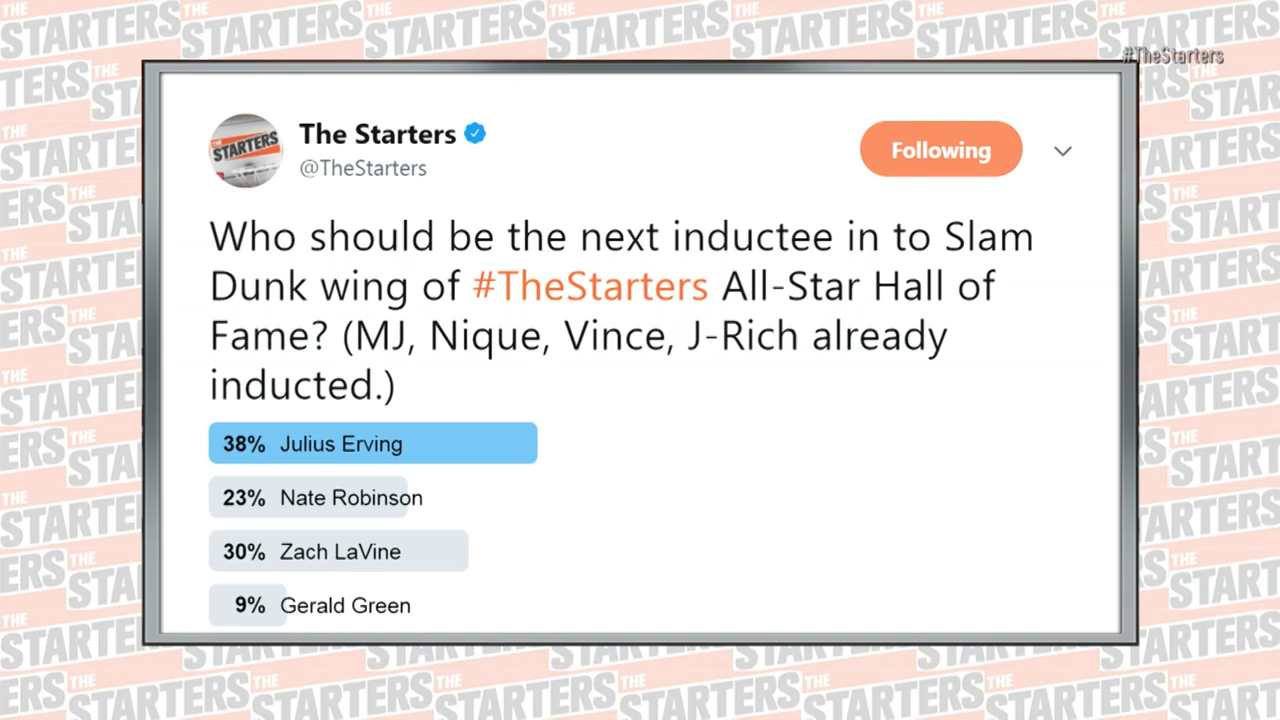 #TheStarters
THE STARTERS
The Starters
@TheStarters
Following
Who should be the next inductee in to Slam
Dunk wing of #TheStarters All-Star Hall of
Fame? (MJ, Nique, Vince, J-Rich already
inducted.)
38% Julius Erving
23% Nate Robinson
30% Zach LaVine
9% Gerald Green